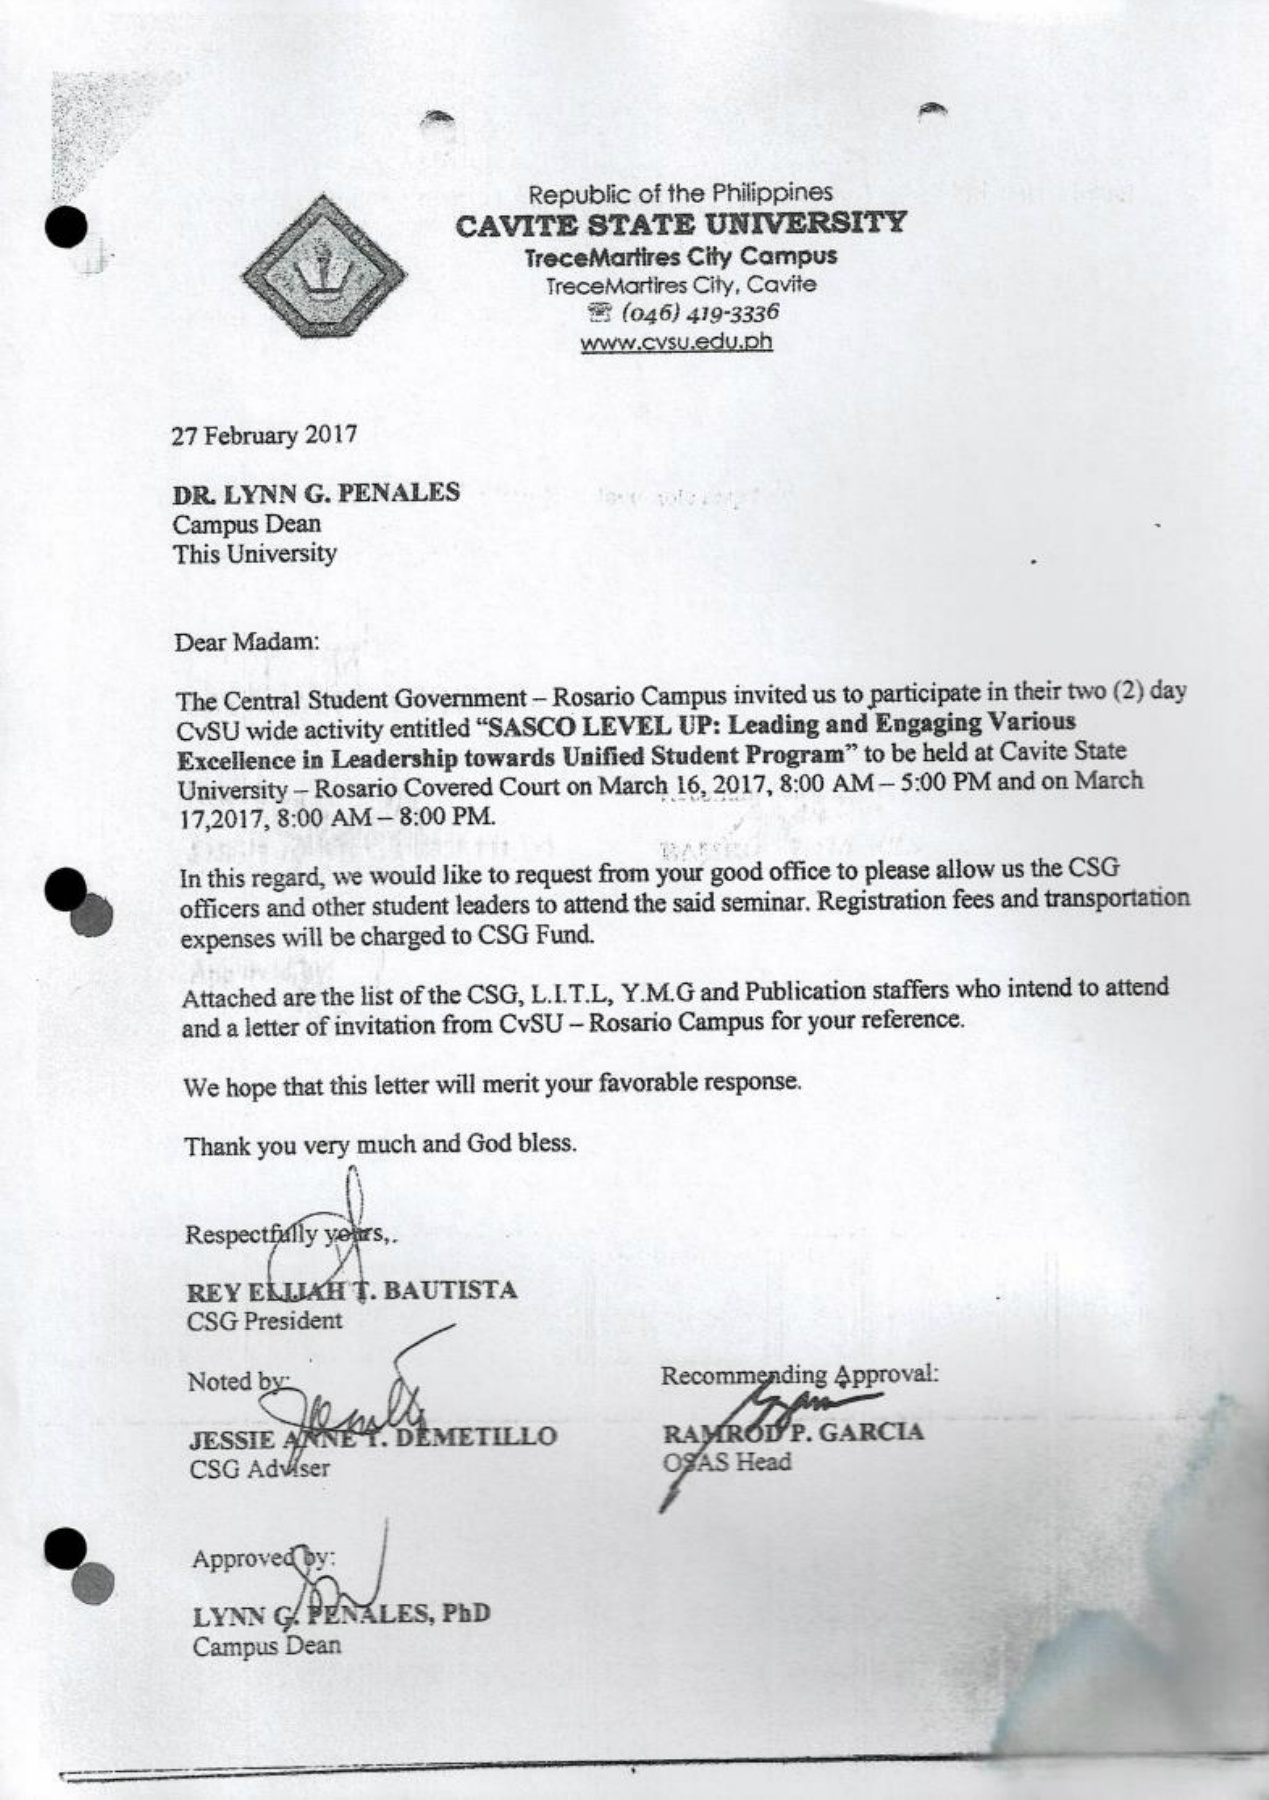 Republic of the Philippines
CAVITE STATE UNIVERSITY
TreceMartires City Campus
TreceMartires City, Cavite
☏ (046) 419-3336
www.cvsu.edu.ph
27 February 2017
DR. LYNN G. PENALES
Campus Dean
This University
Dear Madam:
The Central Student Government – Rosario Campus invited us to participate in their two (2) day
CvSU wide activity entitled “SASCO LEVEL UP: Leading and Engaging Various
Excellence in Leadership towards Unified Student Program” to be held at Cavite State
University – Rosario Covered Court on March 16, 2017, 8:00 AM – 5:00 PM and on March
17,2017, 8:00 AM – 8:00 PM.
In this regard, we would like to request from your good office to please allow us the CSG
officers and other student leaders to attend the said seminar. Registration fees and transportation
expenses will be charged to CSG Fund.
Attached are the list of the CSG, L.I.T.L, Y.M.G and Publication staffers who intend to attend
and a letter of invitation from CvSU – Rosario Campus for your reference.
We hope that this letter will merit your favorable response.
Thank you very much and God bless.
Respectfully yours,.
REY ELIJAH T. BAUTISTA
CSG President
Noted by:
JESSIE ANNE T. DEMETILLO
CSG Adviser
Recommending Approval:
RAMROD P. GARCIA
OSAS Head
Approved by:
LYNN G. PENALES, PhD
Campus Dean